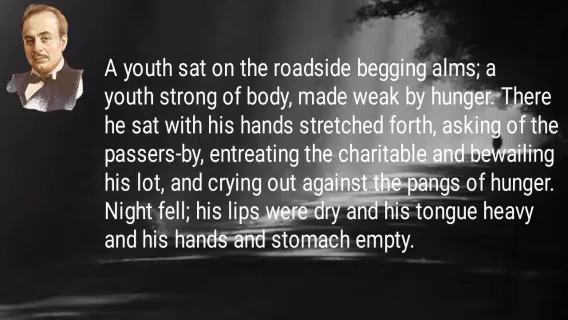 A youth sat on the roadside begging alms; a
youth strong of body, made weak by hunger. There
he sat with his hands stretched forth, asking of the
passers-by, entreating the charitable and bewailing
his lot, and crying out against the pangs of hunger.
Night fell; his lips were dry and his tongue heavy
and his hands and stomach empty.